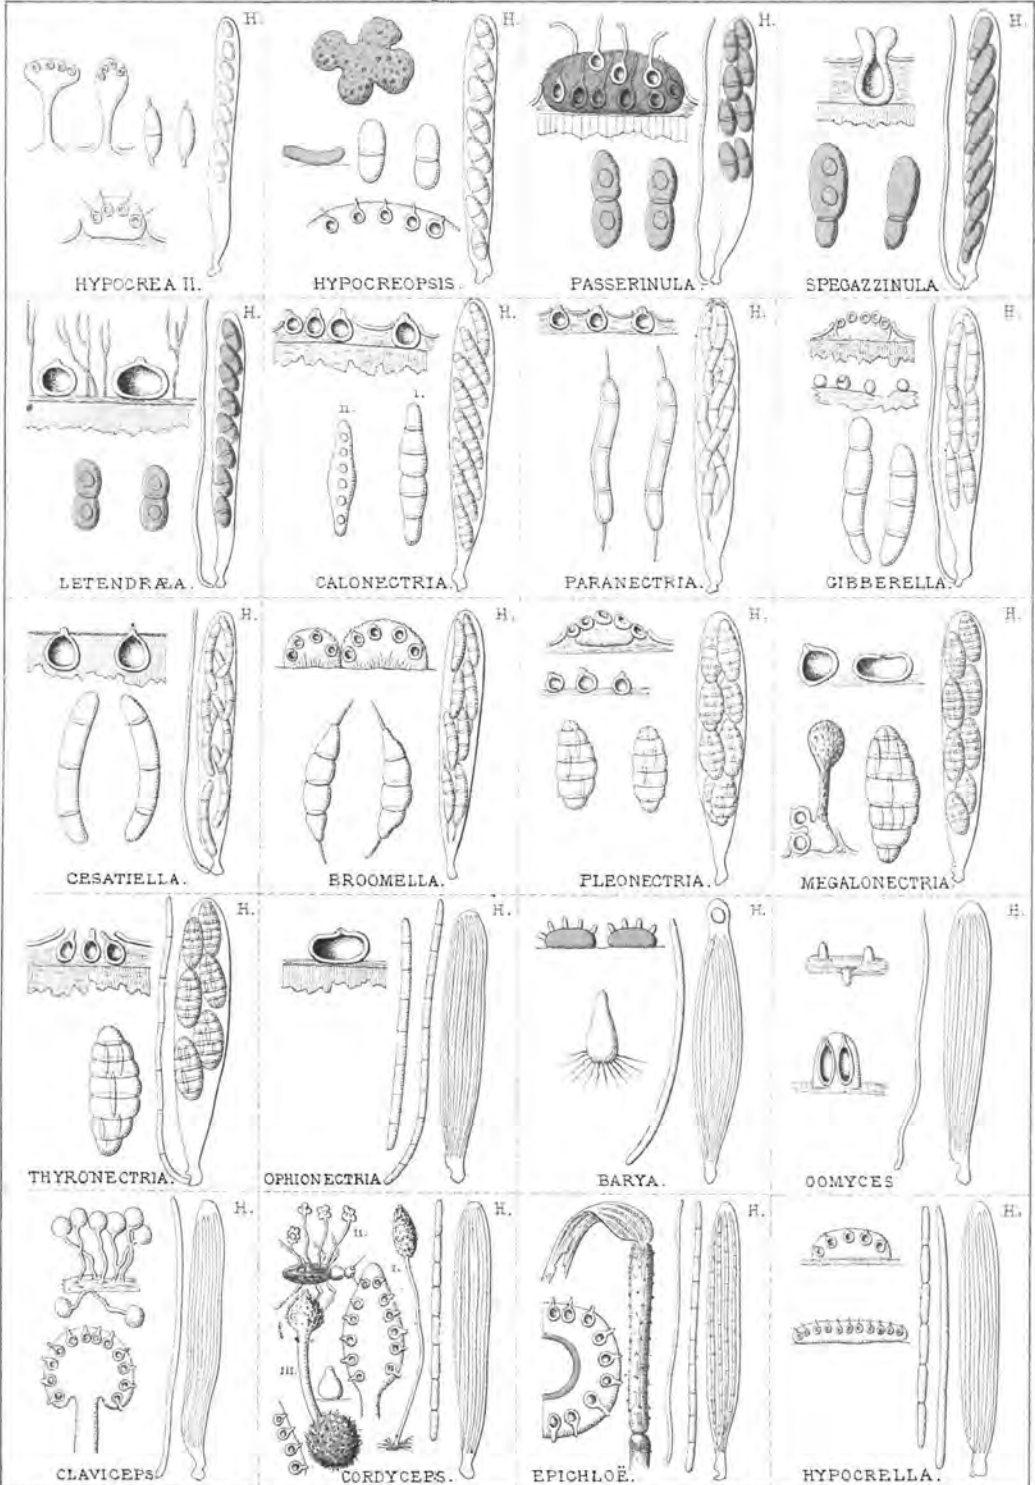 H. H. H. H.
HYPOCREA II. HYPOCREOPSIS. PASSERINULA. SPEGAZZINULA
H. H. H. H.
II. I.
LETENDRÆA. CALONECTRIA. PARANECTRIA. GIBBERELLA.
H. H. H. H.
CESATIELLA. BROOMELLA. PLEONECTRIA. MEGALONECTRIA
H. H. H. H.
THYRONECTRIA. OPHIONECTRIA BARYA. OOMYCES
H. H. H. H.
II.
I.
III.
CLAVICEPS. CORDYCEPS. EPICHLOË. HYPOCRELLA.